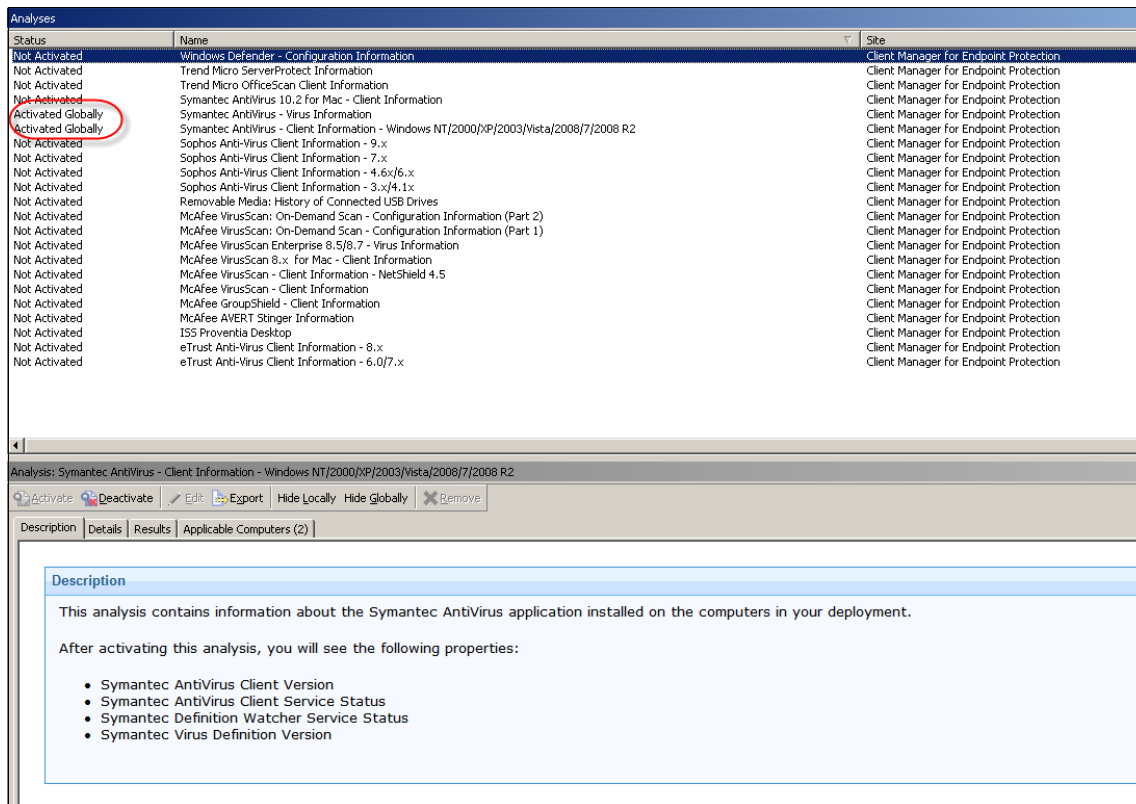 Analyses
Status Name Site
Not Activated Windows Defender - Configuration Information Client Manager for Endpoint Protection
Not Activated Trend Micro ServerProtect Information Client Manager for Endpoint Protection
Not Activated Trend Micro OfficeScan Client Information Client Manager for Endpoint Protection
Not Activated Symantec AntiVirus 10.2 for Mac - Client Information Client Manager for Endpoint Protection
Activated Globally Symantec AntiVirus - Virus Information Client Manager for Endpoint Protection
Activated Globally Symantec AntiVirus - Client Information - Windows NT/2000/XP/2003/Vista/2008/7/2008 R2 Client Manager for Endpoint Protection
Not Activated Sophos Anti-Virus Client Information - 9.x Client Manager for Endpoint Protection
Not Activated Sophos Anti-Virus Client Information - 7.x Client Manager for Endpoint Protection
Not Activated Sophos Anti-Virus Client Information - 4.6x/6.x Client Manager for Endpoint Protection
Not Activated Sophos Anti-Virus Client Information - 3.x/4.1x Client Manager for Endpoint Protection
Not Activated Removable Media: History of Connected USB Drives Client Manager for Endpoint Protection
Not Activated McAfee VirusScan: On-Demand Scan - Configuration Information (Part 2) Client Manager for Endpoint Protection
Not Activated McAfee VirusScan: On-Demand Scan - Configuration Information (Part 1) Client Manager for Endpoint Protection
Not Activated McAfee VirusScan Enterprise 8.5/8.7 - Virus Information Client Manager for Endpoint Protection
Not Activated McAfee VirusScan 8.x for Mac - Client Information Client Manager for Endpoint Protection
Not Activated McAfee VirusScan - Client Information - NetShield 4.5 Client Manager for Endpoint Protection
Not Activated McAfee VirusScan - Client Information Client Manager for Endpoint Protection
Not Activated McAfee GroupShield - Client Information Client Manager for Endpoint Protection
Not Activated McAfee AVERT Stinger Information Client Manager for Endpoint Protection
Not Activated ISS Proventia Desktop Client Manager for Endpoint Protection
Not Activated eTrust Anti-Virus Client Information - 8.x Client Manager for Endpoint Protection
Not Activated eTrust Anti-Virus Client Information - 6.0/7.x Client Manager for Endpoint Protection
Analysis: Symantec AntiVirus - Client Information - Windows NT/2000/XP/2003/Vista/2008/7/2008 R2
Activate Deactivate Edit Export Hide Locally Hide Globally Remove
Description Details Results Applicable Computers (2)
Description
This analysis contains information about the Symantec AntiVirus application installed on the computers in your deployment.
After activating this analysis, you will see the following properties:
• Symantec AntiVirus Client Version
• Symantec AntiVirus Client Service Status
• Symantec Definition Watcher Service Status
• Symantec Virus Definition Version